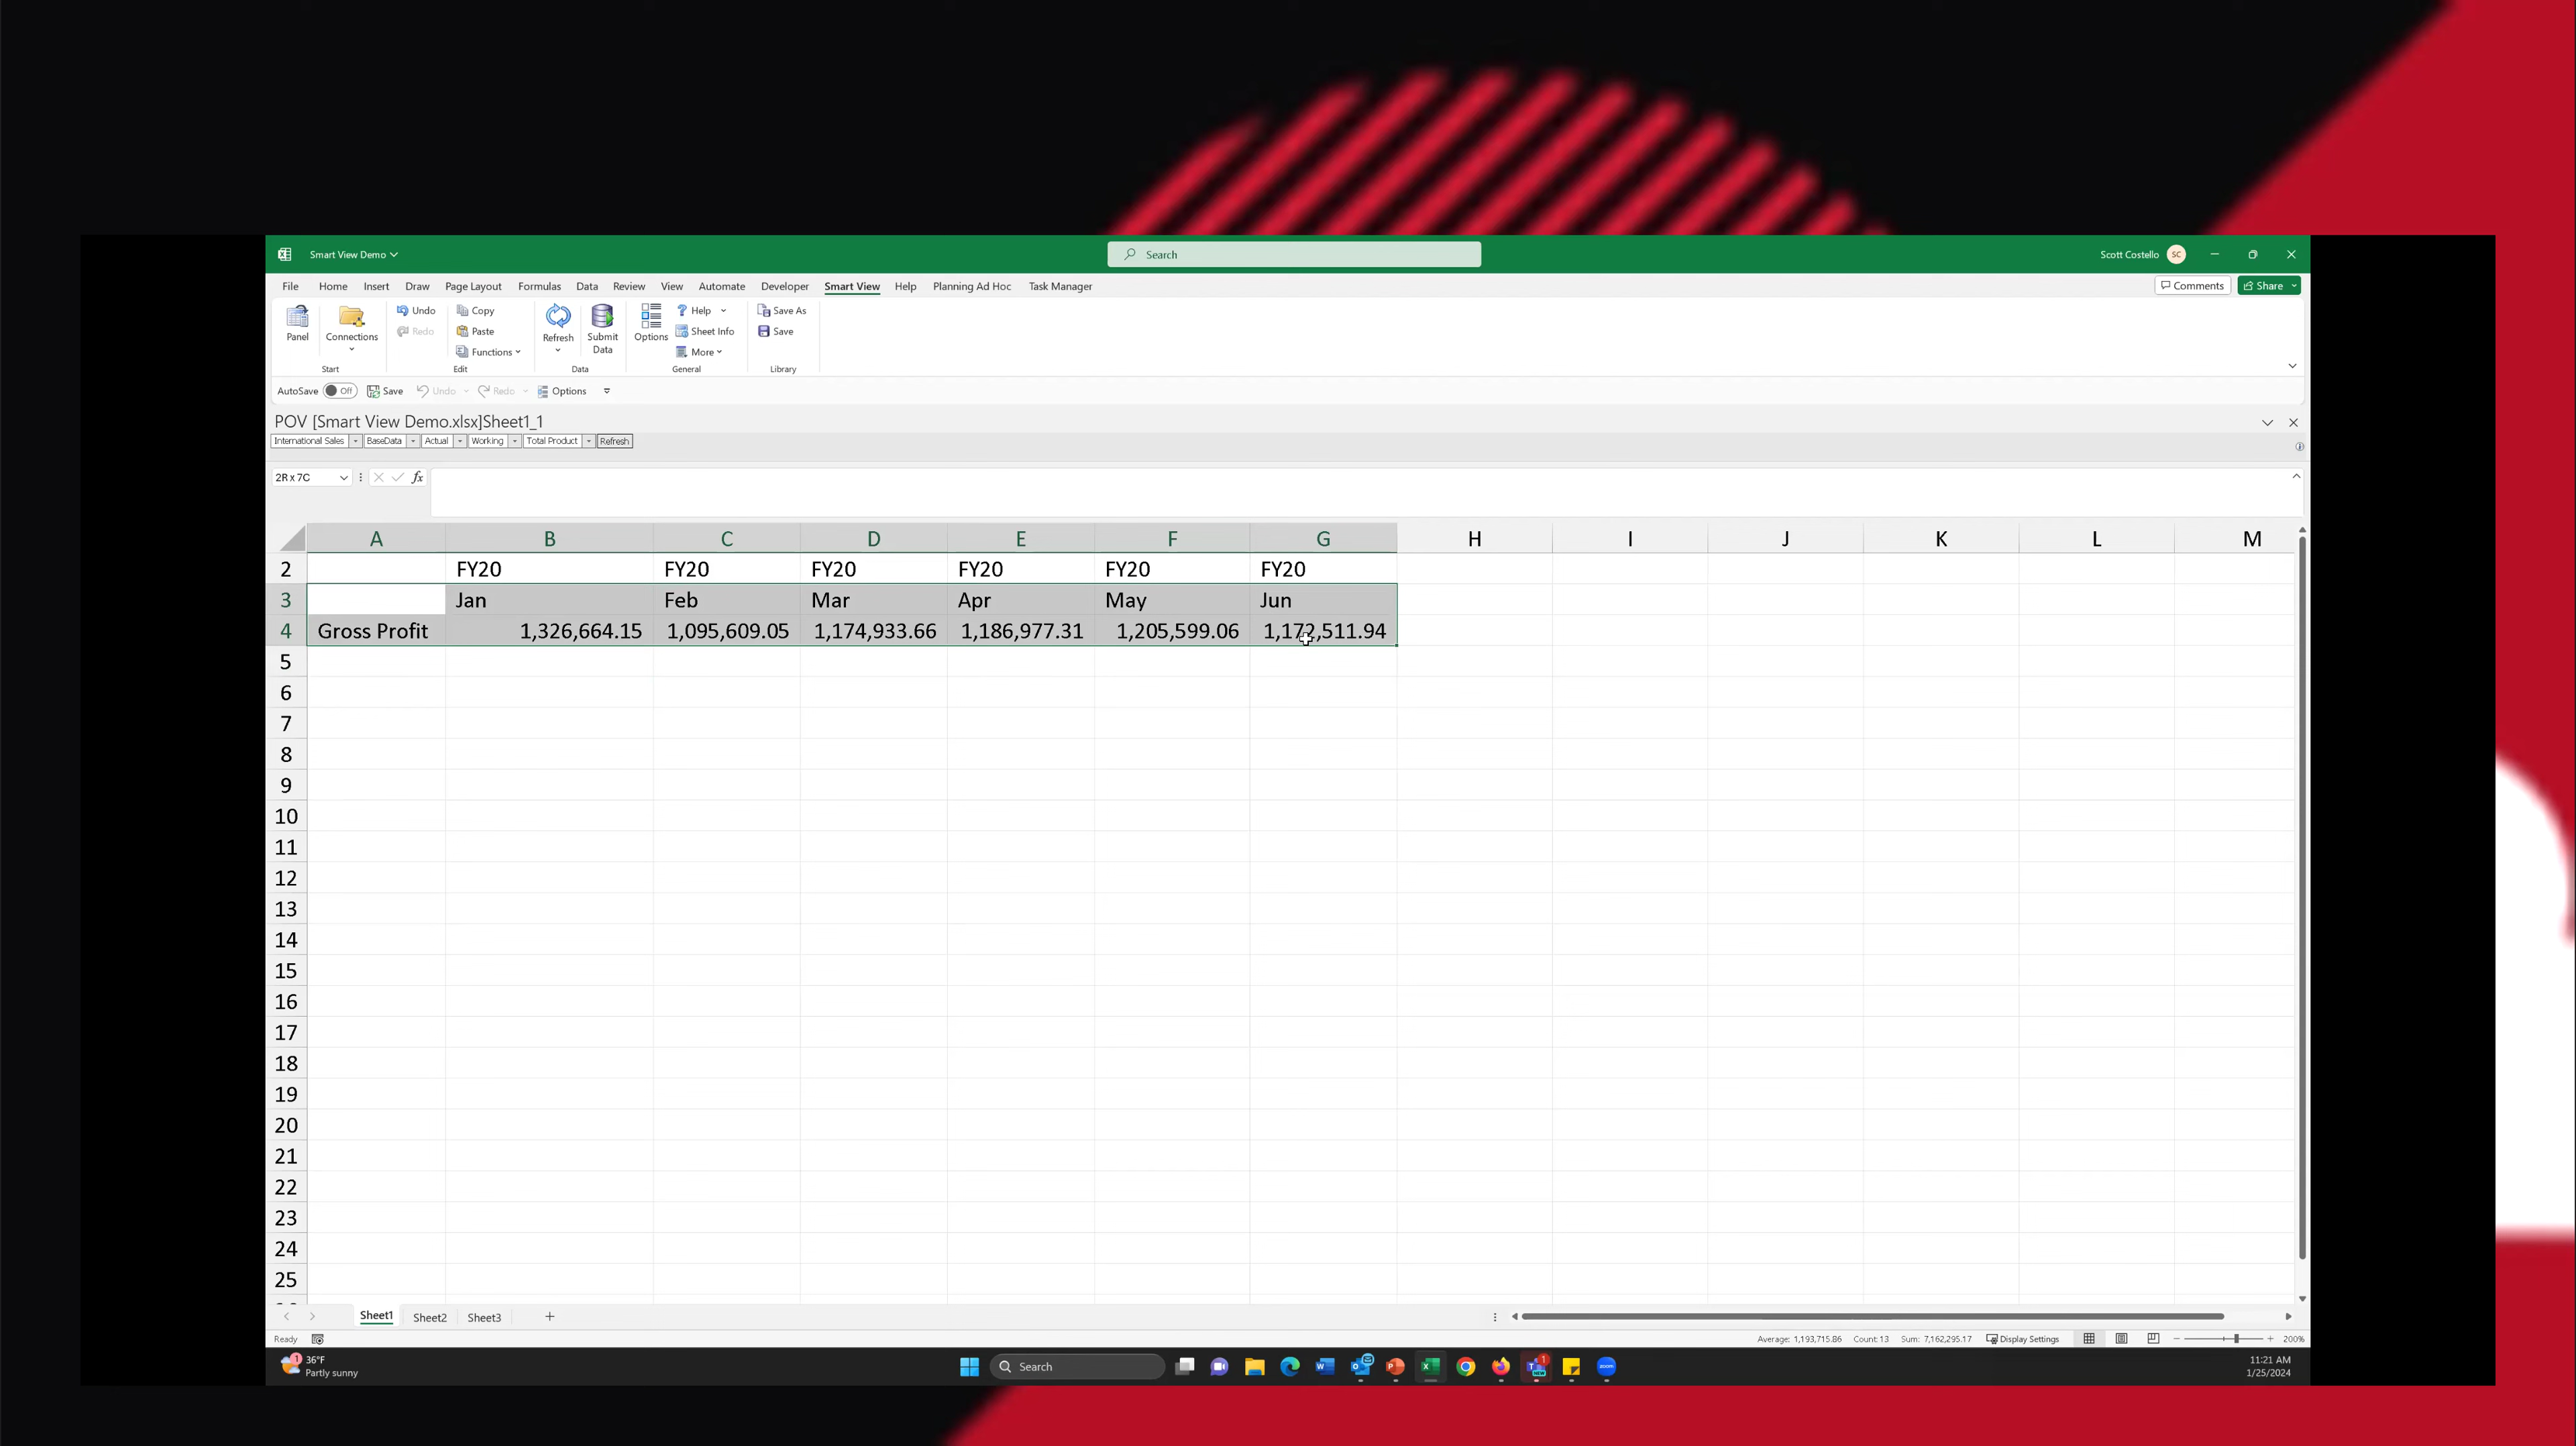 Smart View Demo
Search
Scott Costello SC
File Home Insert Draw Page Layout Formulas Data Review View Automate Developer Smart View Help Planning Ad Hoc Task Manager
Comments Share
Panel
Connections
Undo
Redo
Copy
Paste
Functions
Refresh
Submit Data
Options
Help
Sheet Info
More
Save As
Save
Start Edit Data General Library
AutoSave Off Save Undo Redo Options
POV [Smart View Demo.xlsx]Sheet1_1
International Sales BaseData Actual Working Total Product Refresh
2R x 7C fx
A B C D E F G H I J K L M
2 FY20 FY20 FY20 FY20 FY20 FY20
3 Jan Feb Mar Apr May Jun
4 Gross Profit 1,326,664.15 1,095,609.05 1,174,933.66 1,186,977.31 1,205,599.06 1,172,511.94
5
6
7
8
9
10
11
12
13
14
15
16
17
18
19
20
21
22
23
24
25
Sheet1 Sheet2 Sheet3
Ready Average: 1,193,715.86 Count: 13 Sum: 7,162,295.17 Display Settings 200%
1 36°F
Partly sunny
Search
NEW 1
zoom
11:21 AM
1/25/2024